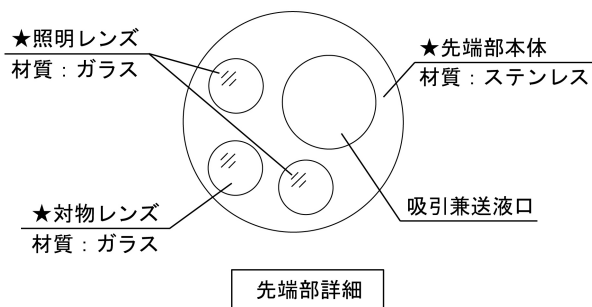 ★照明レンズ
材質：ガラス
★先端部本体
材質：ステンレス
★対物レンズ
材質：ガラス
吸引兼送液口
先端部詳細